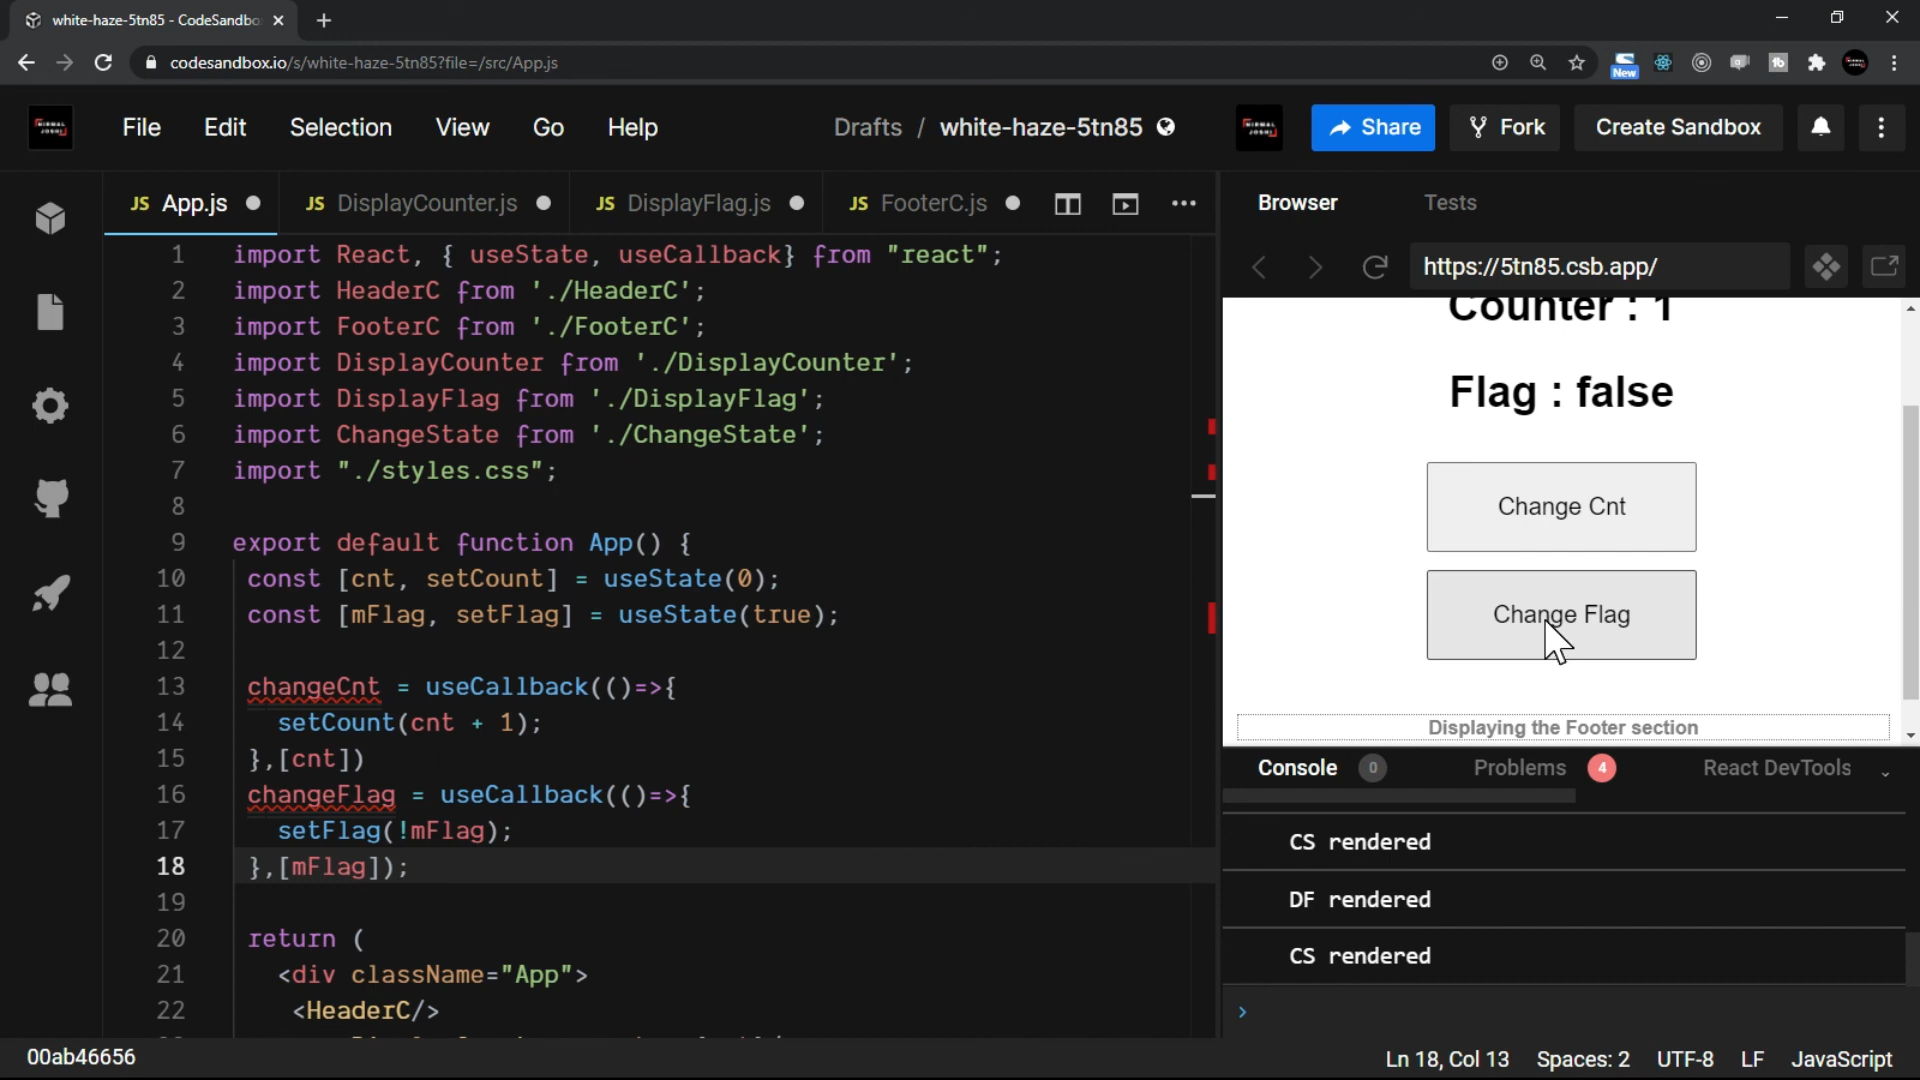 white-haze-5tn85 - CodeSandbo
codesandbox.io/s/white-haze-5tn85?file=/src/App.js
New
File Edit Selection View Go Help
Drafts / white-haze-5tn85
Share
Fork
Create Sandbox
JS App.js
JS DisplayCounter.js
JS DisplayFlag.js
JS FooterC.js
1 import React, { useState, useCallback} from "react";
2 import HeaderC from './HeaderC';
3 import FooterC from './FooterC';
4 import DisplayCounter from './DisplayCounter';
5 import DisplayFlag from './DisplayFlag';
6 import ChangeState from './ChangeState';
7 import "./styles.css";
8
9 export default function App() {
10 const [cnt, setCount] = useState(0);
11 const [mFlag, setFlag] = useState(true);
12
13 changeCnt = useCallback(()=>{
14 setCount(cnt + 1);
15 },[cnt])
16 changeFlag = useCallback(()=>{
17 setFlag(!mFlag);
18 },[mFlag]);
19
20 return (
21 <div className="App">
22 <HeaderC/>
Browser Tests
https://5tn85.csb.app/
Counter : 1
Flag : false
Change Cnt
Change Flag
Displaying the Footer section
Console 0 Problems 4 React DevTools
CS rendered
DF rendered
CS rendered
00ab46656
Ln 18, Col 13 Spaces: 2 UTF-8 LF JavaScript